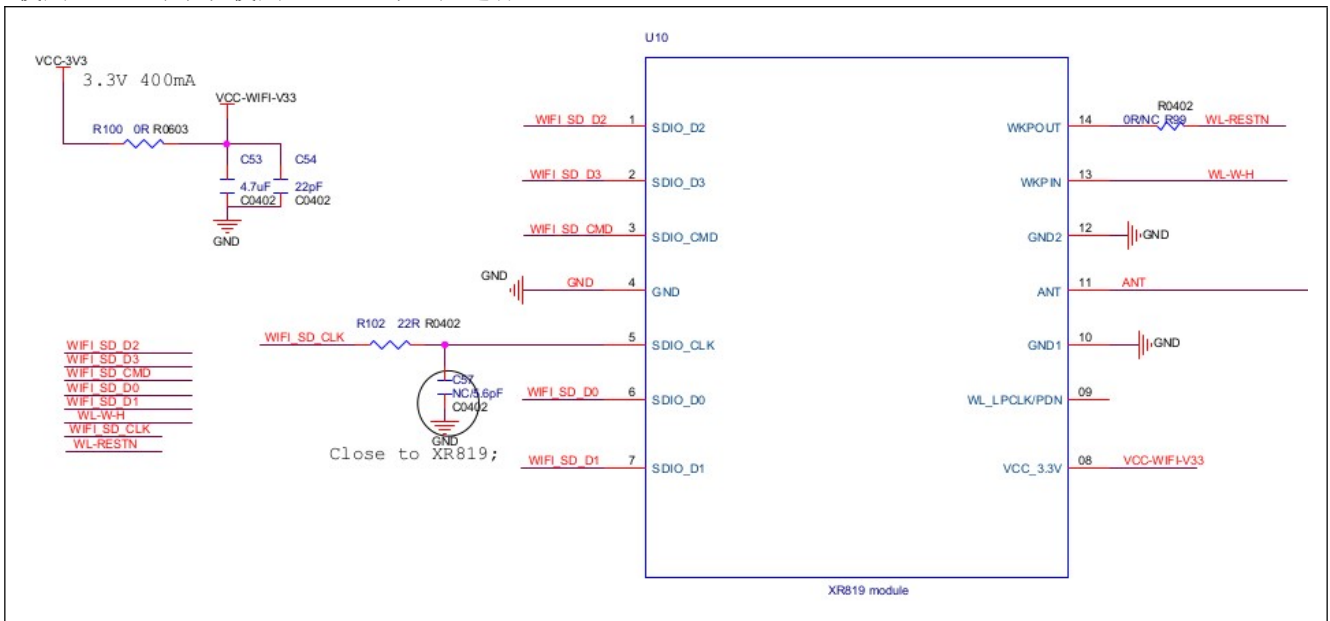 U10
VCC-3V3
3.3V 400mA
VCC-WIFI-V33
R100 0R R0603
C53 C54
4.7uF 22pF
C0402 C0402
GND
WIFI_SD_D2 1 SDIO_D2
WIFI_SD_D3 2 SDIO_D3
WIFI_SD_CMD 3 SDIO_CMD
GND GND 4 GND
R102 22R R0402
WIFI_SD_CLK 5 SDIO_CLK
C57
NC/5.6pF
C0402
GND
Close to XR819;
WIFI_SD_D0 6 SDIO_D0
WIFI_SD_D1 7 SDIO_D1
WIFI_SD_D2
WIFI_SD_D3
WIFI_SD_CMD
WIFI_SD_D0
WIFI_SD_D1
WL-W-H
WIFI_SD_CLK
WL-RESTN
R0402
WKPOUT 14 0R/NC R99 WL-RESTN
WKPIN 13 WL-W-H
GND2 12 GND
ANT 11 ANT
GND1 10 GND
WL_LPCLK/PDN 09
VCC_3.3V 08 VCC-WIFI-V33
XR819 module